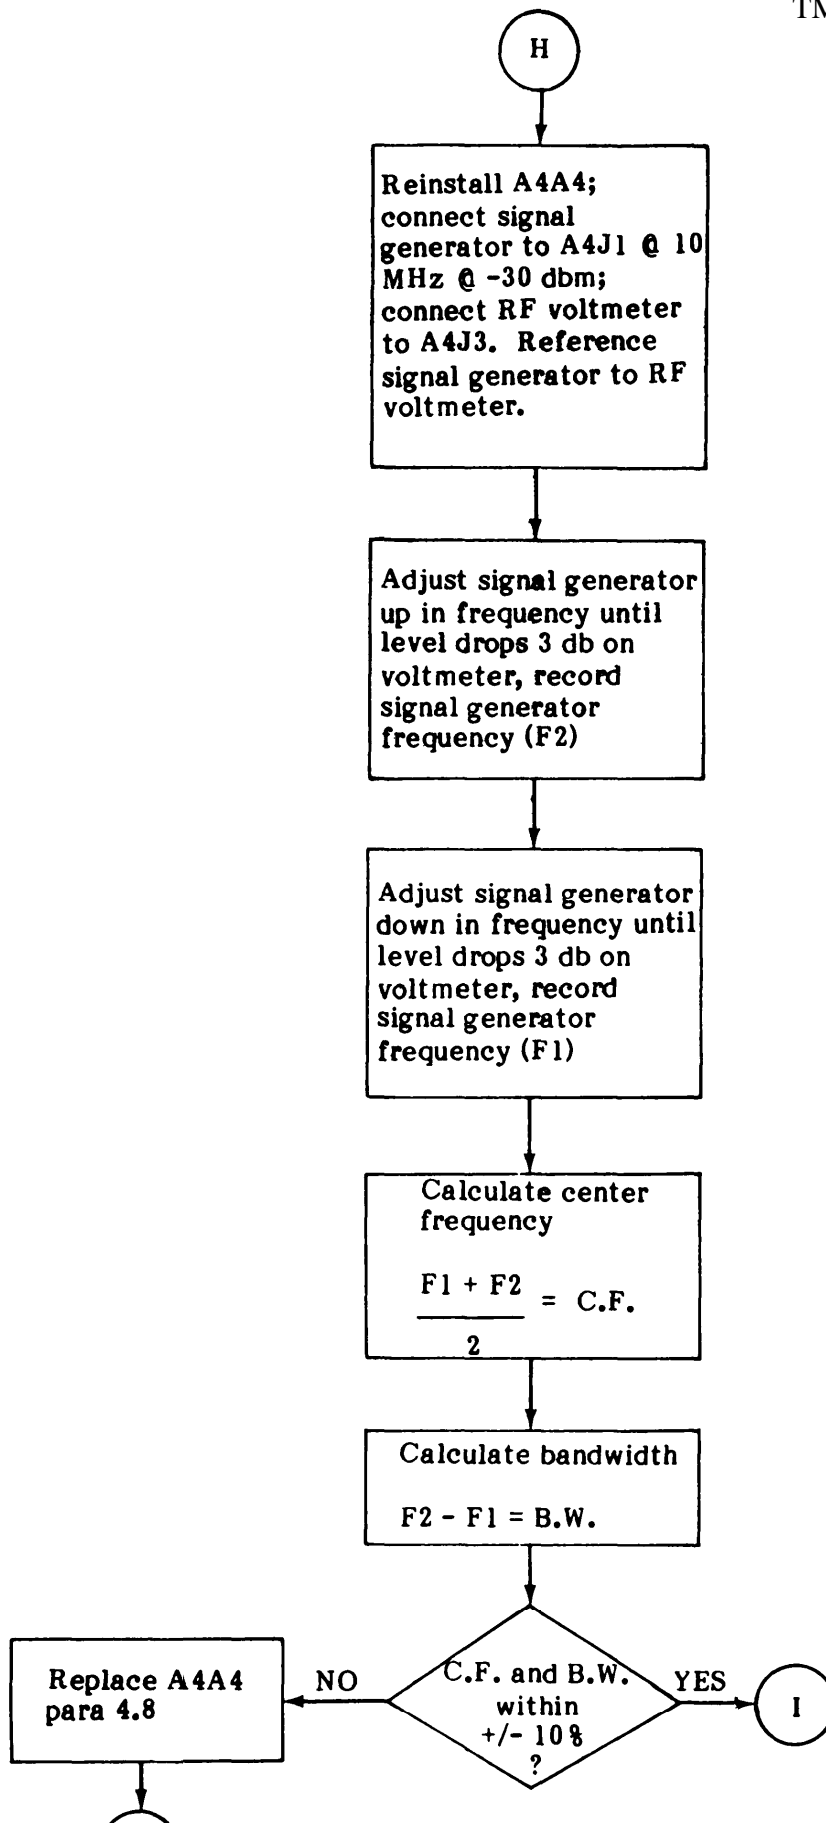 TM
H
Reinstall A4A4;
connect signal
generator to A4J1 @ 10
MHz @ -30 dbm;
connect RF voltmeter
to A4J3. Reference
signal generator to RF
voltmeter.
Adjust signal generator
up in frequency until
level drops 3 db on
voltmeter, record
signal generator
frequency (F2)
Adjust signal generator
down in frequency until
level drops 3 db on
voltmeter, record
signal generator
frequency (F1)
Calculate center
frequency
F1 + F2
= C.F.
2
Calculate bandwidth
F2 - F1 = B.W.
C.F. and B.W.
within
+/- 10%
?
NO
YES
Replace A4A4
para 4.8
I